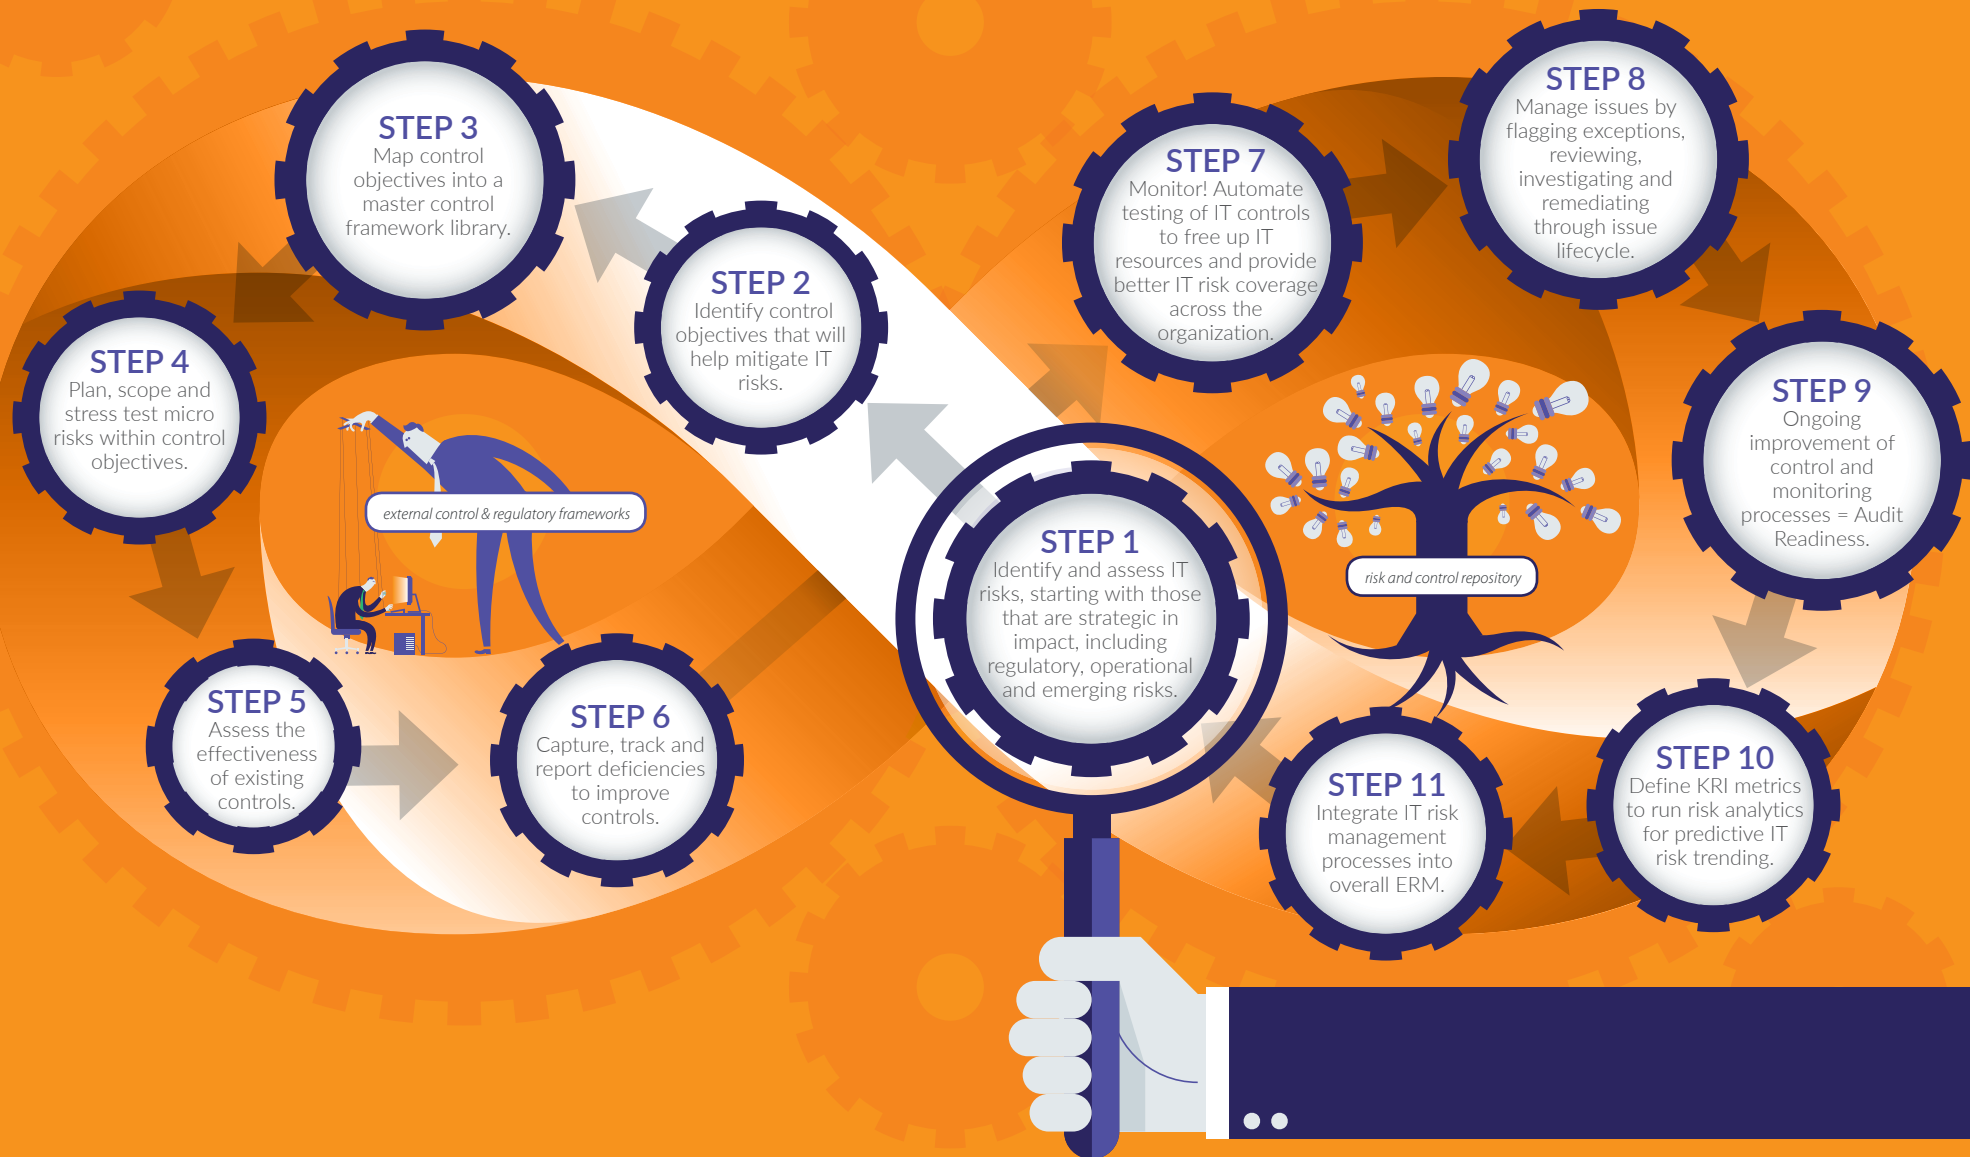 STEP 1
Identify and assess IT
risks, starting with those
that are strategic in
impact, including
regulatory, operational
and emerging risks.
STEP 2
Identify control
objectives that will
help mitigate IT
risks.
STEP 3
Map control
objectives into a
master control
framework library.
STEP 4
Plan, scope and
stress test micro
risks within control
objectives.
STEP 5
Assess the
effectiveness
of existing
controls.
STEP 6
Capture, track and
report deficiencies
to improve
controls.
external control & regulatory frameworks
STEP 7
Monitor! Automate
testing of IT controls
to free up IT
resources and provide
better IT risk coverage
across the
organization.
STEP 8
Manage issues by
flagging exceptions,
reviewing,
investigating and
remediating
through issue
lifecycle.
STEP 9
Ongoing
improvement of
control and
monitoring
processes = Audit
Readiness.
STEP 10
Define KRI metrics
to run risk analytics
for predictive IT
risk trending.
STEP 11
Integrate IT risk
management
processes into
overall ERM.
risk and control repository